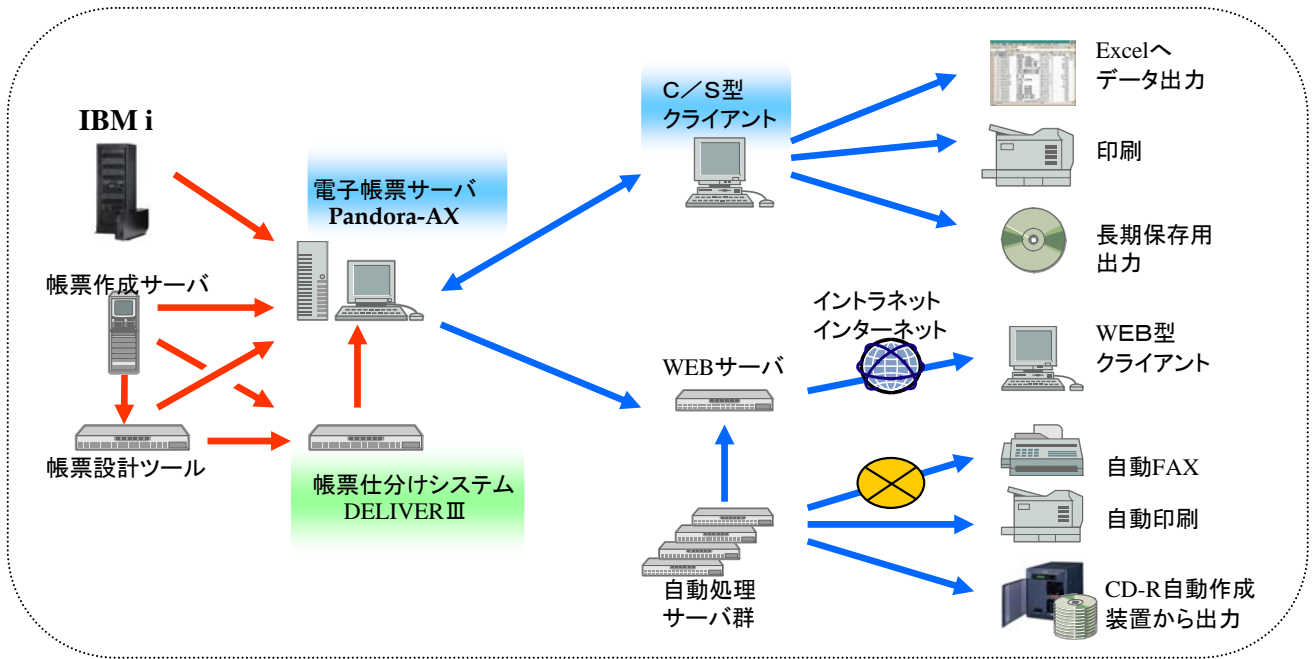 IBM i
帳票作成サーバ
帳票設計ツール
電子帳票サーバ
Pandora-AX
帳票仕分けシステム
DELIVERⅢ
C／S型
クライアント
Excelへ
データ出力
印刷
長期保存用
出力
イントラネット
インターネット
WEBサーバ
WEB型
クライアント
自動処理
サーバ群
自動FAX
自動印刷
CD-R自動作成
装置から出力